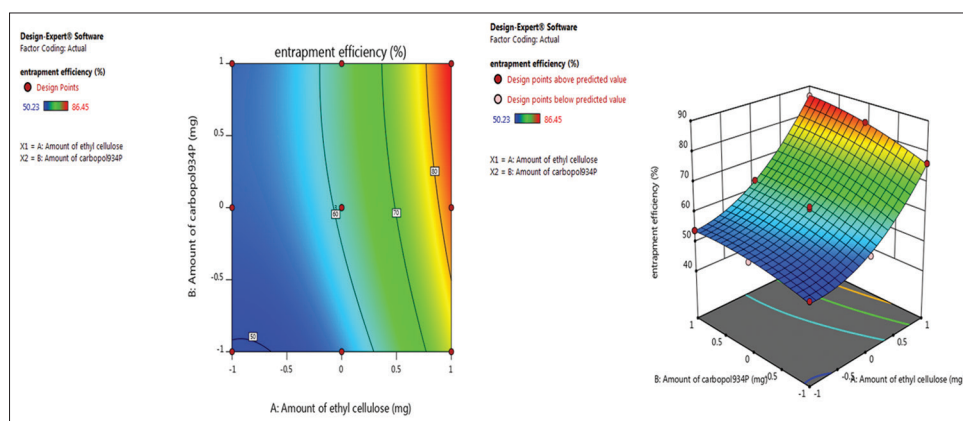 Design-Expert® Software
Factor Coding: Actual
entrapment efficiency (%)
Design Points
50.23 86.45
X1 = A: Amount of ethyl cellulose
X2 = B: Amount of carbopol934P
entrapment efficiency (%)
B: Amount of carbopol934P (mg)
1
0.5
0
-0.5
-1
-1 -0.5 0 0.5 1
A: Amount of ethyl cellulose (mg)
50
60
70
80
Design-Expert® Software
Factor Coding: Actual
entrapment efficiency (%)
Design points above predicted value
Design points below predicted value
50.23 86.45
X1 = A: Amount of ethyl cellulose
X2 = B: Amount of carbopol934P
entrapment efficiency (%)
90
80
70
60
50
40
1
0.5
0
-0.5
-1
B: Amount of carbopol934P (mg)
-1
-0.5
0
0.5
1
A: Amount of ethyl cellulose (mg)